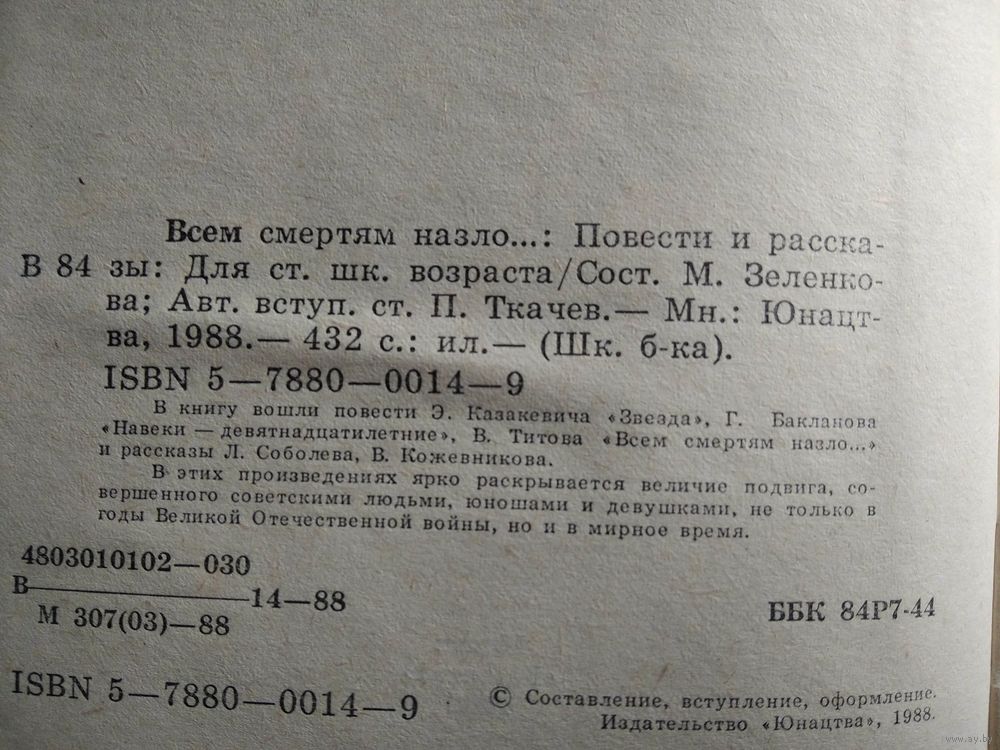 Всем смертям назло...: Повести и расска-
В 84 зы: Для ст. шк. возраста/Сост. М. Зеленко-
ва; Авт. вступ. ст. П. Ткачев.— Мн.: Юнацт-
ва, 1988.— 432 с.: ил.— (Шк. б-ка).
ISBN 5—7880—0014—9
В книгу вошли повести Э. Казакевича «Звезда», Г. Бакланова
«Навеки — девятнадцатилетние», В. Титова «Всем смертям назло...»
и рассказы Л. Соболева, В. Кожевникова.
В этих произведениях ярко раскрывается величие подвига, со-
вершенного советскими людьми, юношами и девушками, не только в
годы Великой Отечественной войны, но и в мирное время.
4803010102—030
В 14—88
М 307(03)—88
ББК 84Р7-44
ISBN 5—7880—0014—9
© Составление, вступление, оформление.
Издательство «Юнацтва», 1988.
www.ay.by